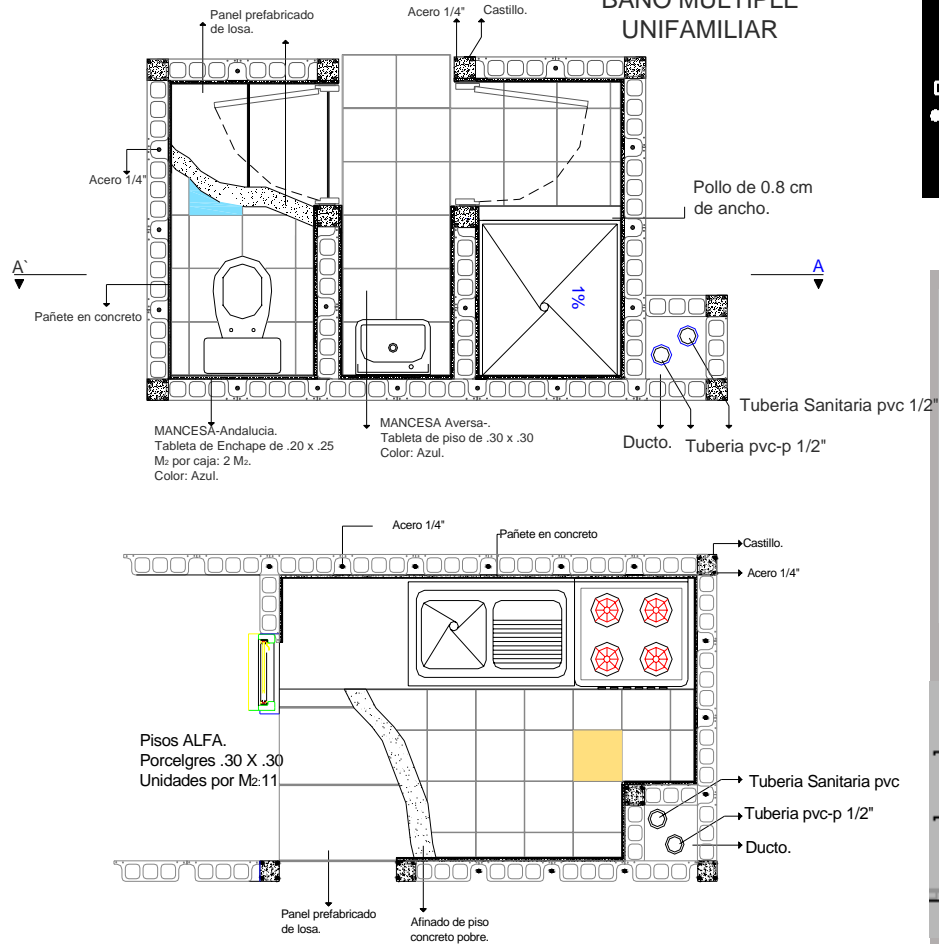 BAÑO MULTIPLE
UNIFAMILIAR
Panel prefabricado
de losa.
Acero 1/4"
Castillo.
Acero 1/4"
Pollo de 0.8 cm
de ancho.
A`
A
1%
Pañete en concreto
MANCESA-Andalucia.
Tableta de Enchape de .20 x .25
M2 por caja: 2 M2.
Color: Azul.
MANCESA Aversa-.
Tableta de piso de .30 x .30
Color: Azul.
Tuberia Sanitaria pvc 1/2"
Ducto.
Tuberia pvc-p 1/2"
Acero 1/4"
Pañete en concreto
Castillo.
Acero 1/4"
Pisos ALFA.
Porcelgres .30 X .30
Unidades por M2:11
Tuberia Sanitaria pvc
Tuberia pvc-p 1/2"
Ducto.
Panel prefabricado
de losa.
Afinado de piso
concreto pobre.